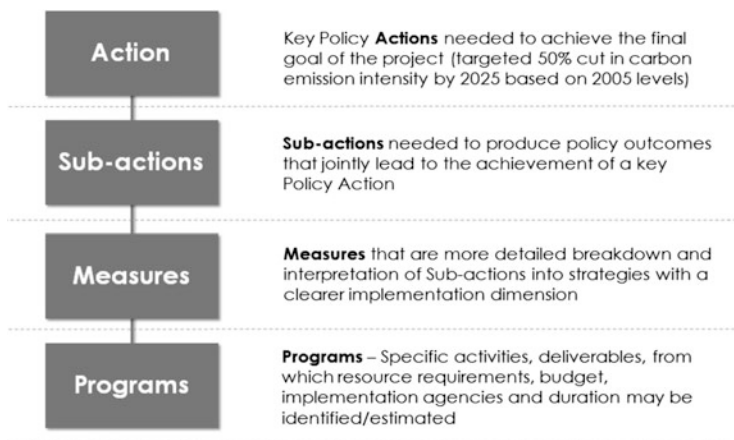 Action
Key Policy Actions needed to achieve the final
goal of the project (targeted 50% cut in carbon
emission intensity by 2025 based on 2005 levels)
Sub-actions
Sub-actions needed to produce policy outcomes
that jointly lead to the achievement of a key
Policy Action
Measures
Measures that are more detailed breakdown and
interpretation of Sub-actions into strategies with a
clearer implementation dimension
Programs
Programs – Specific activities, deliverables, from
which resource requirements, budget,
implementation agencies and duration may be
identified/estimated